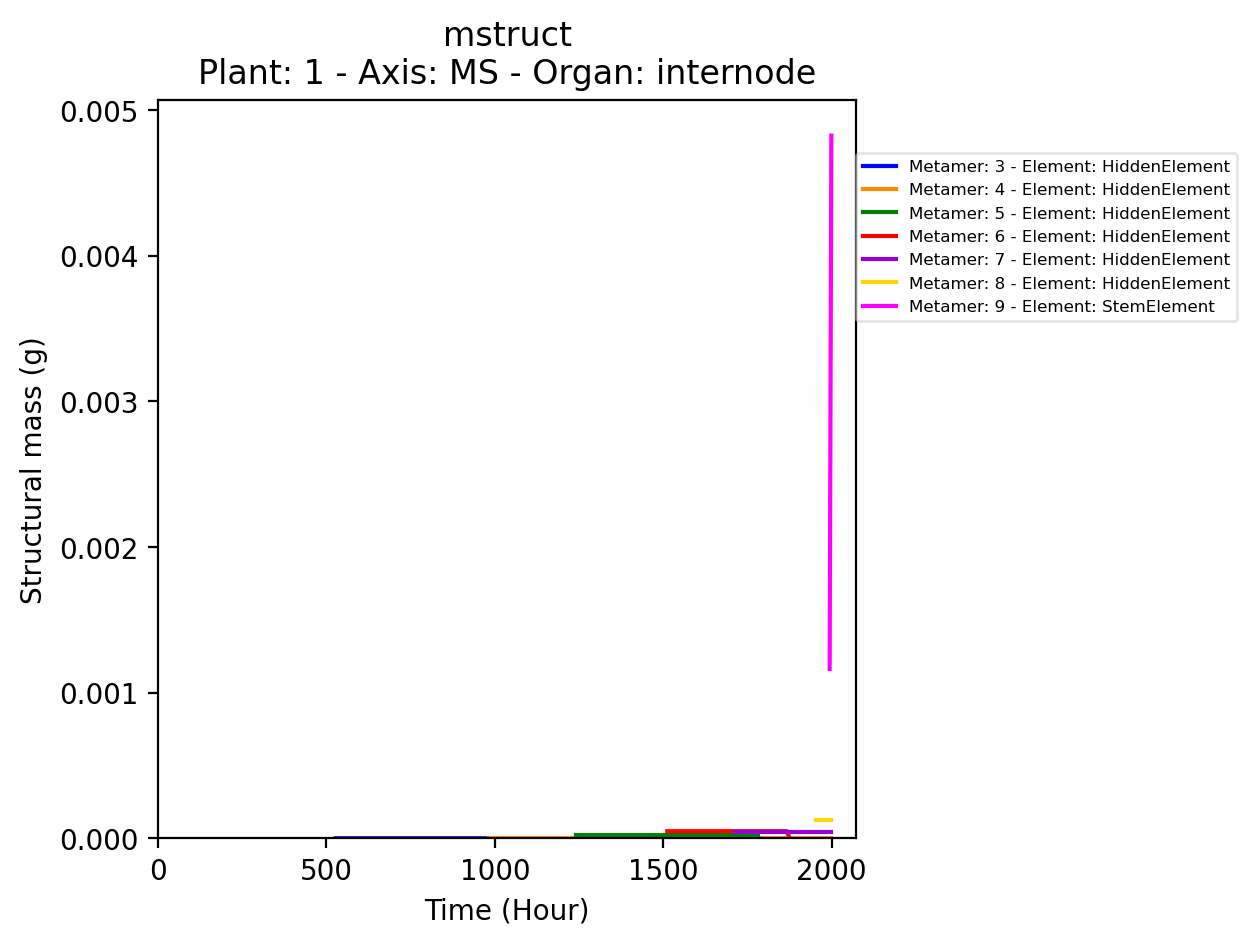 mstruct
Plant: 1 - Axis: MS - Organ: internode
0.005
0.004
0.003
0.002
0.001
0.000
Structural mass (g)
0
500
1000
1500
2000
Time (Hour)
Metamer: 3 - Element: HiddenElement
Metamer: 4 - Element: HiddenElement
Metamer: 5 - Element: HiddenElement
Metamer: 6 - Element: HiddenElement
Metamer: 7 - Element: HiddenElement
Metamer: 8 - Element: HiddenElement
Metamer: 9 - Element: StemElement